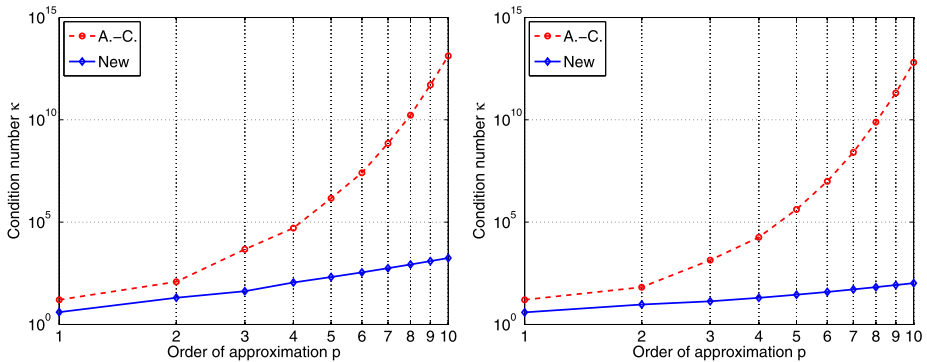 10^15
10^10
10^5
10^0
Condition number κ
A.−C.
New
1 2 3 4 5 6 7 8 9 10
Order of approximation p
10^15
10^10
10^5
10^0
Condition number κ
A.−C.
New
1 2 3 4 5 6 7 8 9 10
Order of approximation p